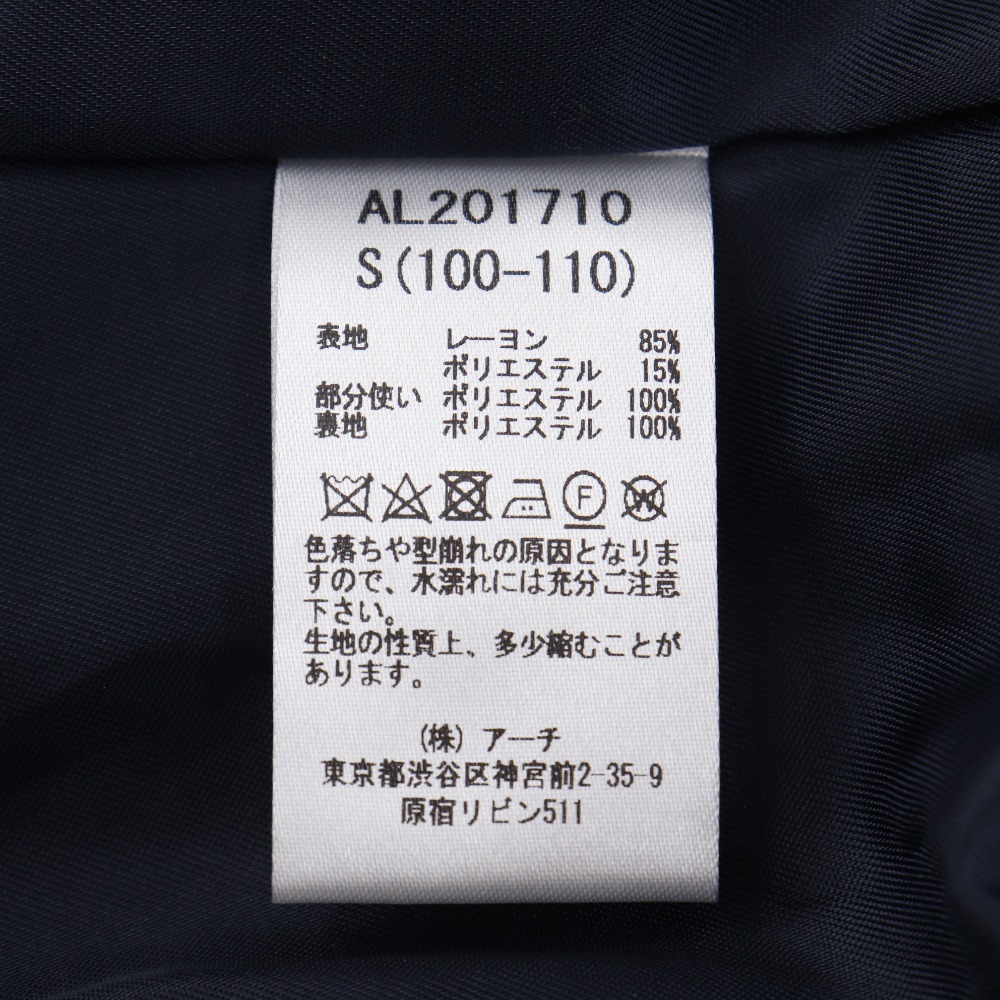 AL201710
S(100-110)
表地 レーヨン 85%
ポリエステル 15%
部分使い ポリエステル 100%
裏地 ポリエステル 100%
F W
色落ちや型崩れの原因となりま
すので、水濡れには充分ご注意
下さい。
生地の性質上、多少縮むことが
あります。
(株) アーチ
東京都渋谷区神宮前2-35-9
原宿リビン511